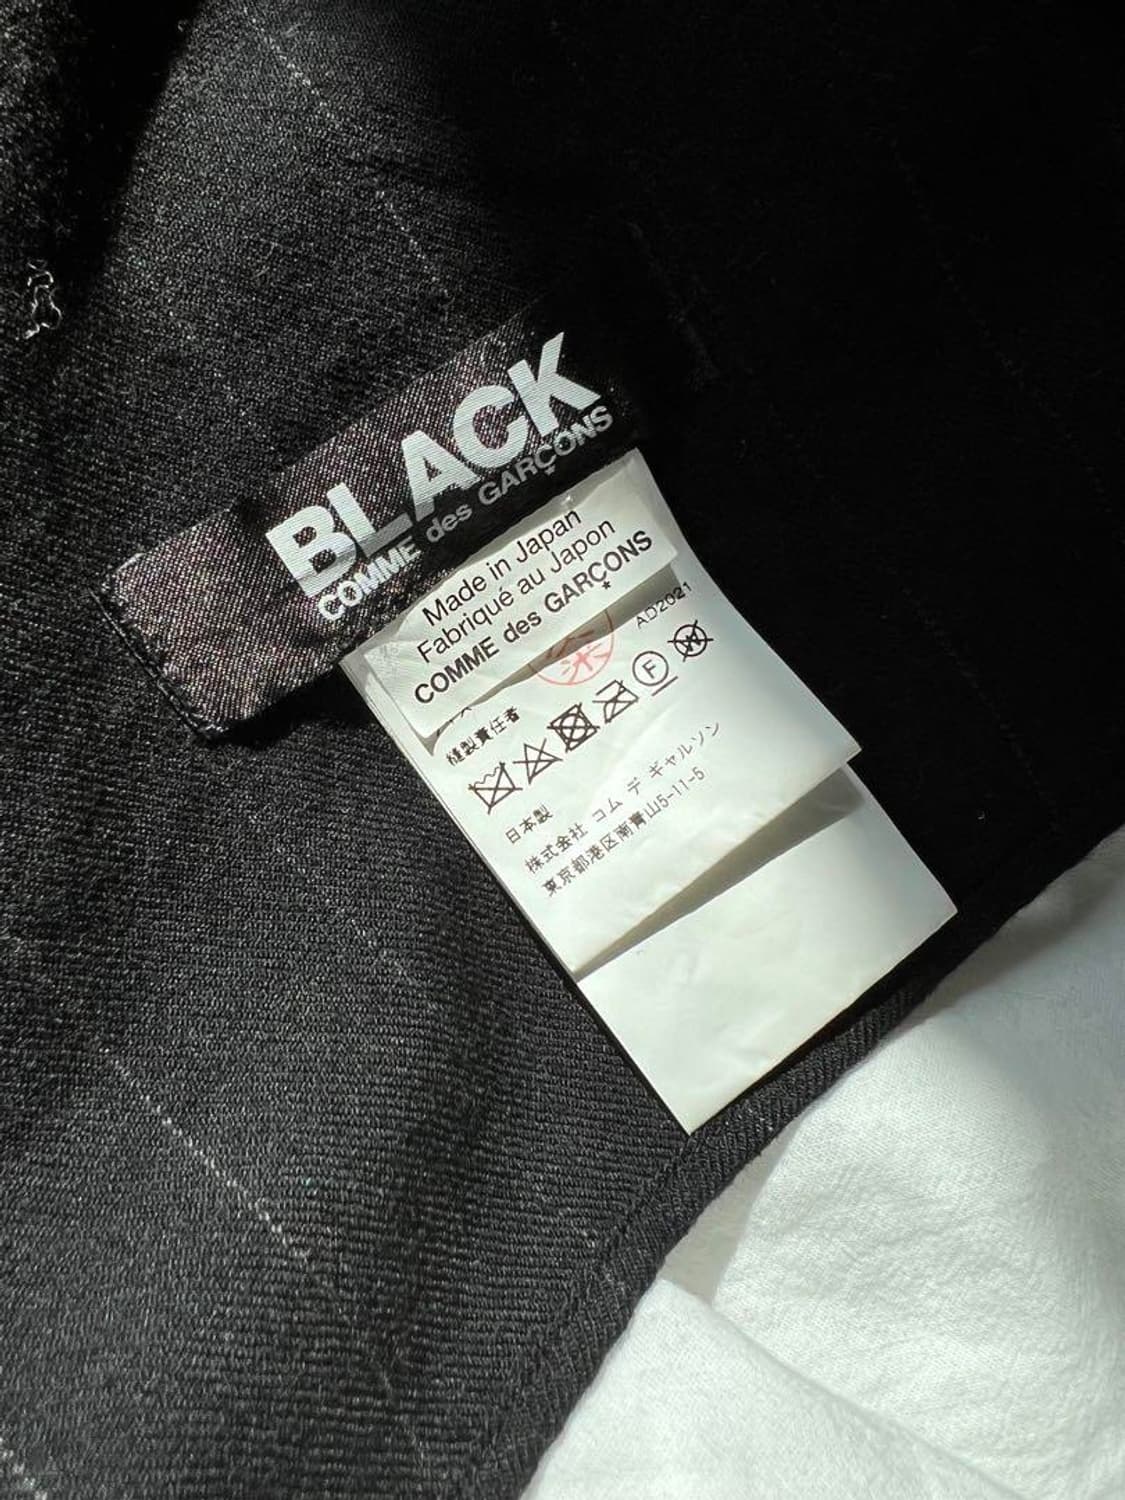 BLACK
COMME des GARÇONS
Made in Japan
Fabriqué au Japon
COMME des GARÇONS
AD2021
縫製責任者
F
W
日本製
株式会社 コム デ ギャルソン
東京都港区南青山5-11-5